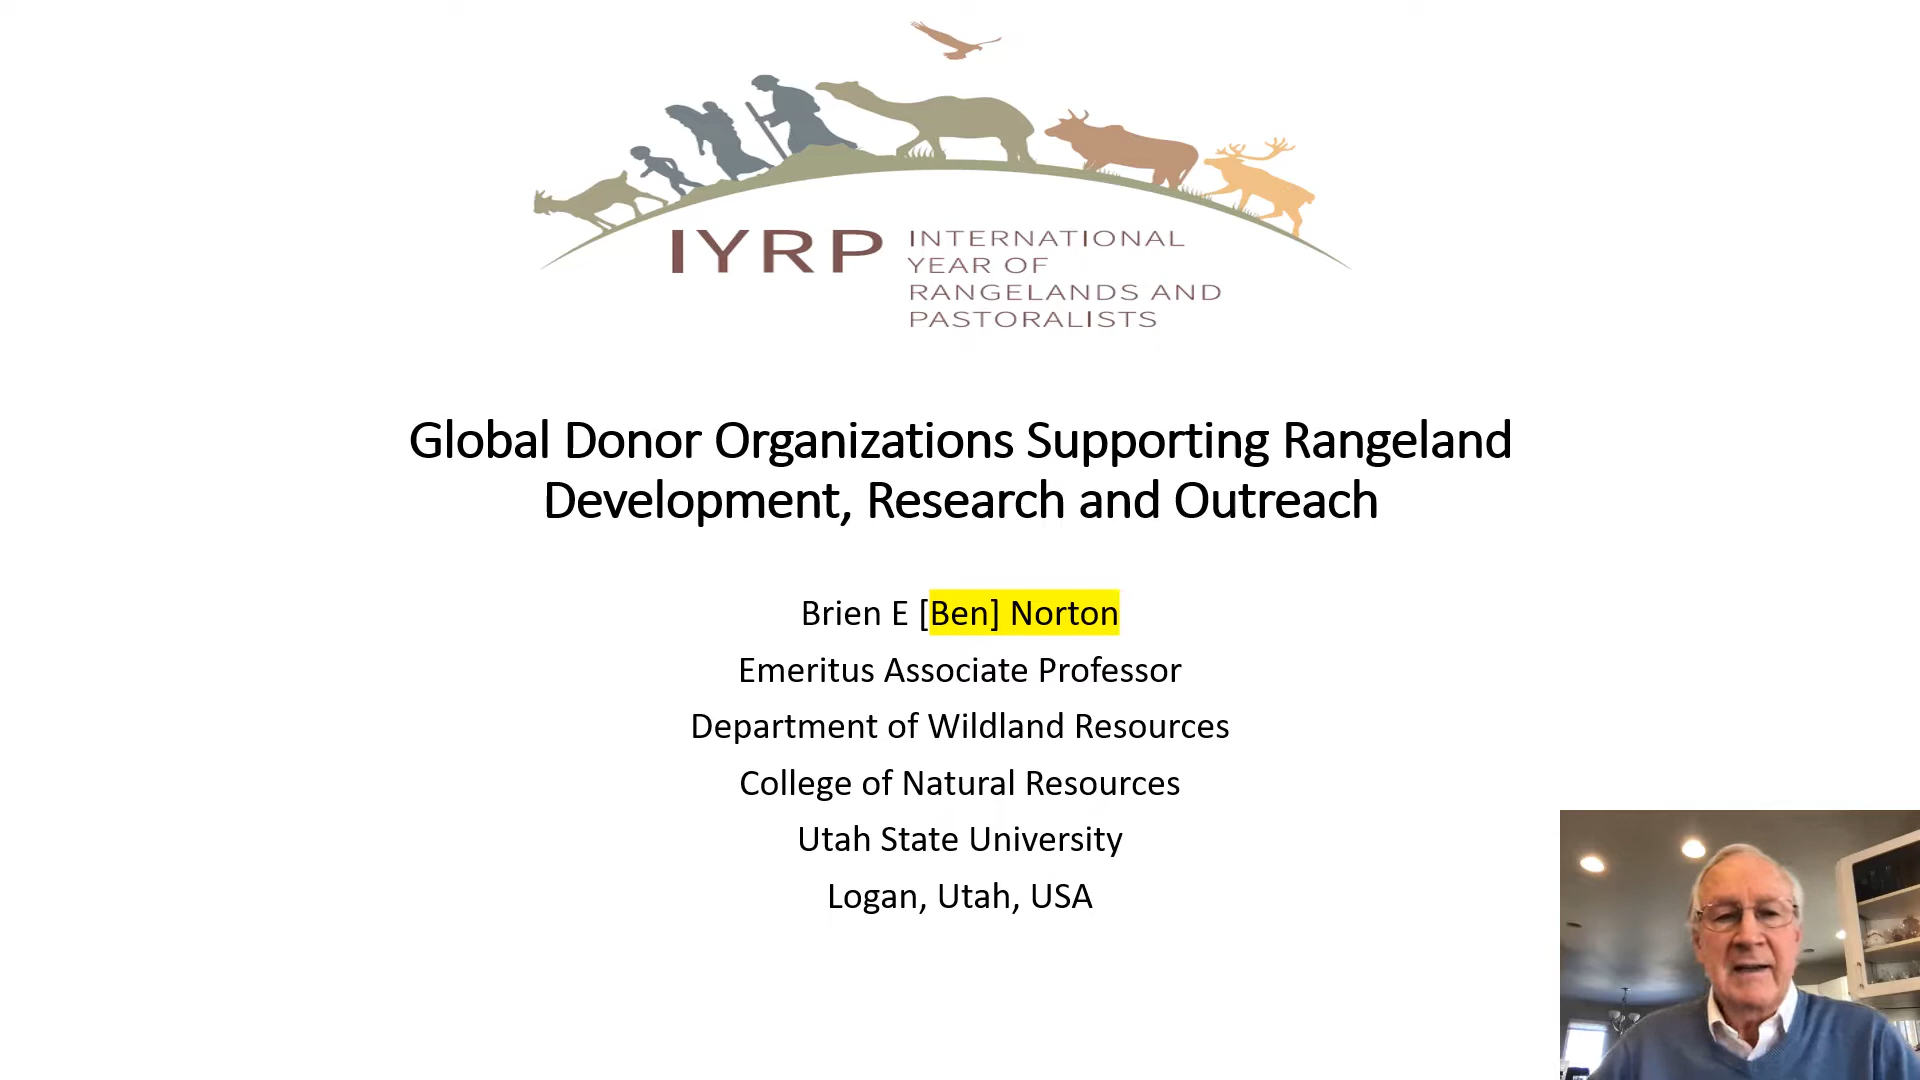 IYRP
INTERNATIONAL
YEAR OF
RANGELANDS AND
PASTORALISTS
Global Donor Organizations Supporting Rangeland
Development, Research and Outreach
Brien E [Ben] Norton
Emeritus Associate Professor
Department of Wildland Resources
College of Natural Resources
Utah State University
Logan, Utah, USA